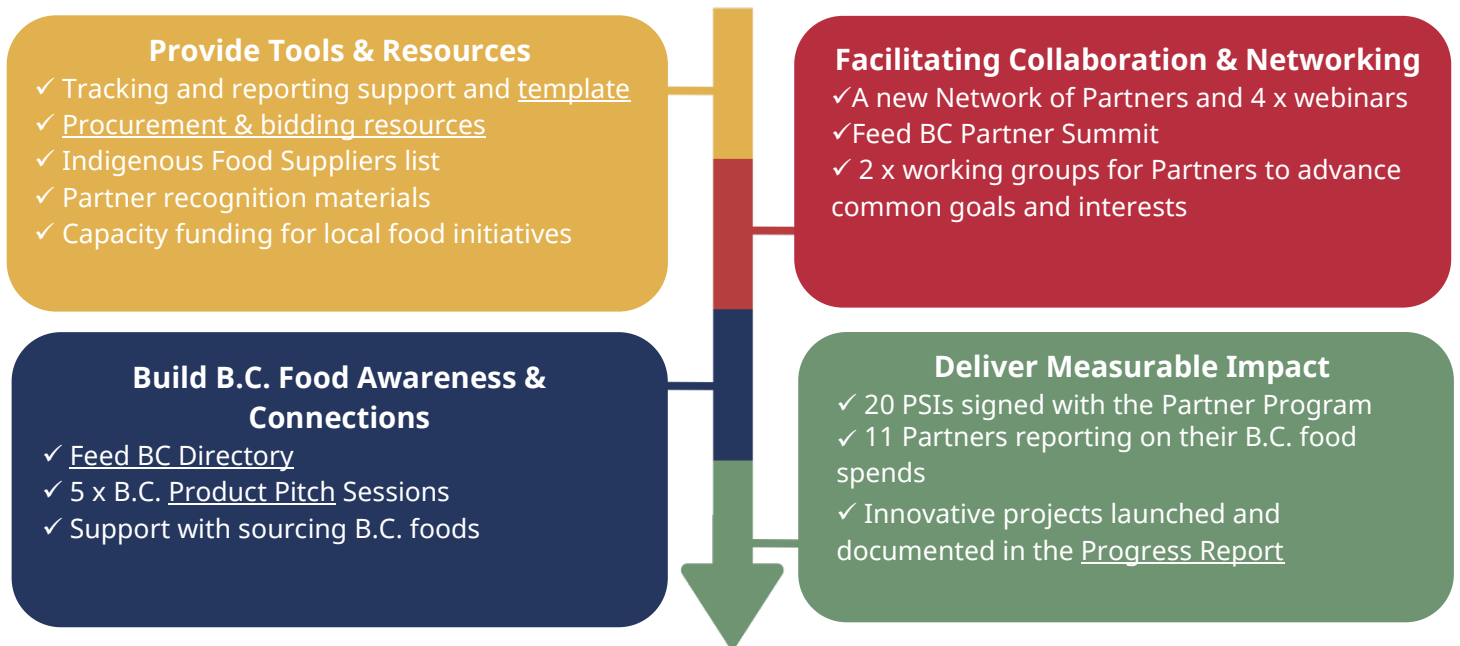 Provide Tools & Resources
✓ Tracking and reporting support and template
✓ Procurement & bidding resources
✓ Indigenous Food Suppliers list
✓ Partner recognition materials
✓ Capacity funding for local food initiatives
Facilitating Collaboration & Networking
✓A new Network of Partners and 4 x webinars
✓Feed BC Partner Summit
✓ 2 x working groups for Partners to advance
common goals and interests
Build B.C. Food Awareness &
Connections
✓ Feed BC Directory
✓ 5 x B.C. Product Pitch Sessions
✓ Support with sourcing B.C. foods
Deliver Measurable Impact
✓ 20 PSIs signed with the Partner Program
✓ 11 Partners reporting on their B.C. food
spends
✓ Innovative projects launched and
documented in the Progress Report